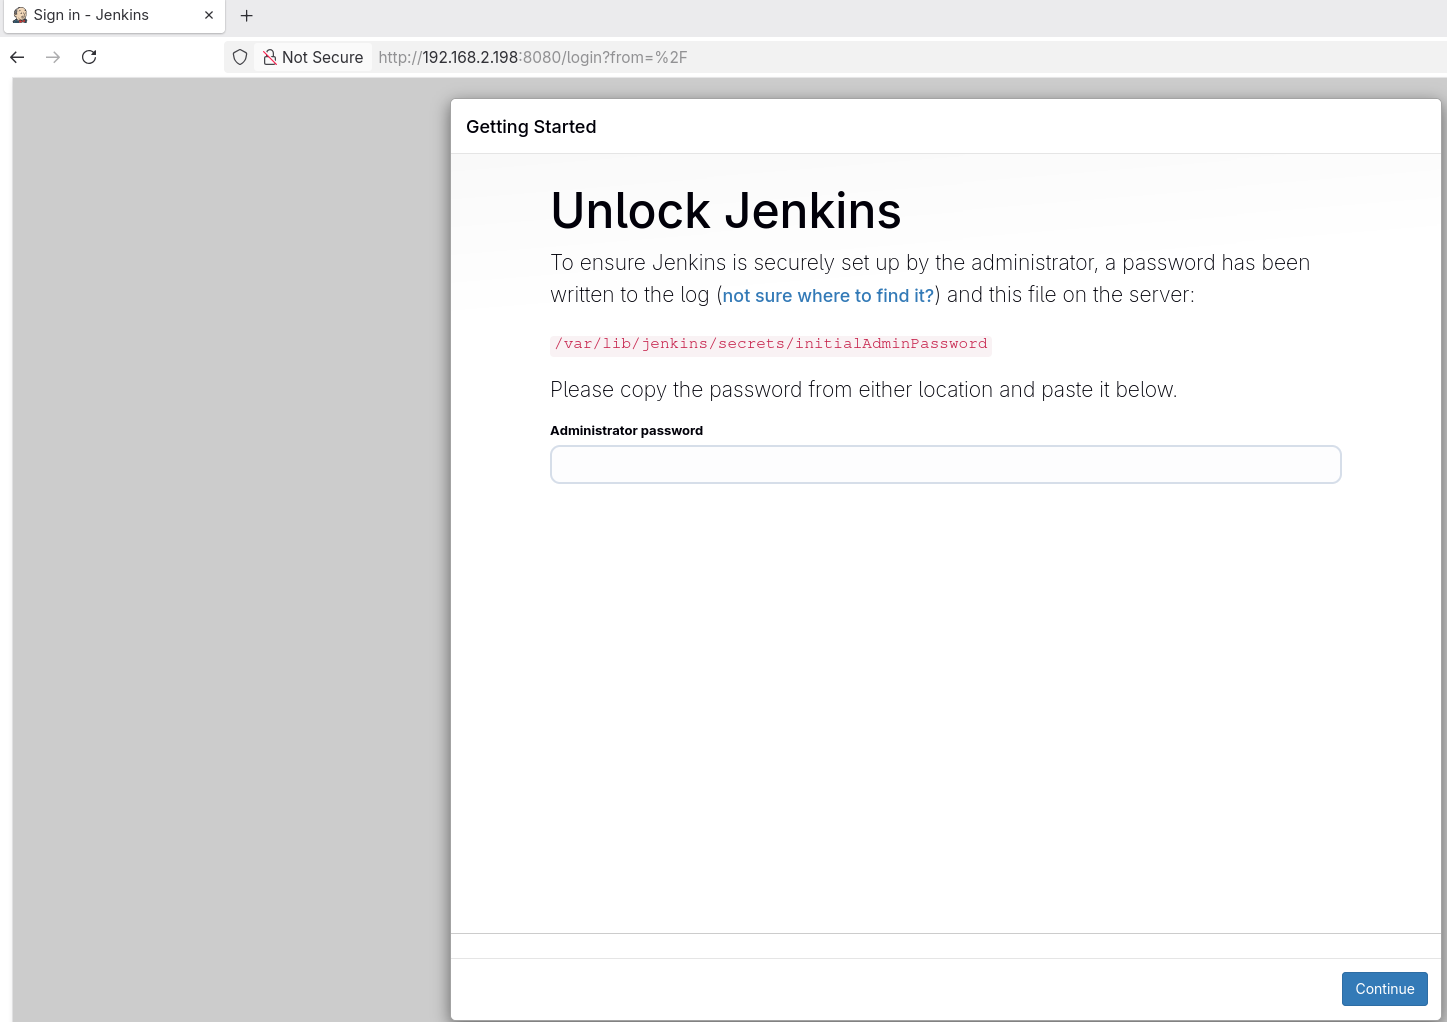 Sign in - Jenkins
Not Secure http://192.168.2.198:8080/login?from=%2F
Getting Started
Unlock Jenkins
To ensure Jenkins is securely set up by the administrator, a password has been
written to the log (not sure where to find it?) and this file on the server:
/var/lib/jenkins/secrets/initialAdminPassword
Please copy the password from either location and paste it below.
Administrator password
Continue